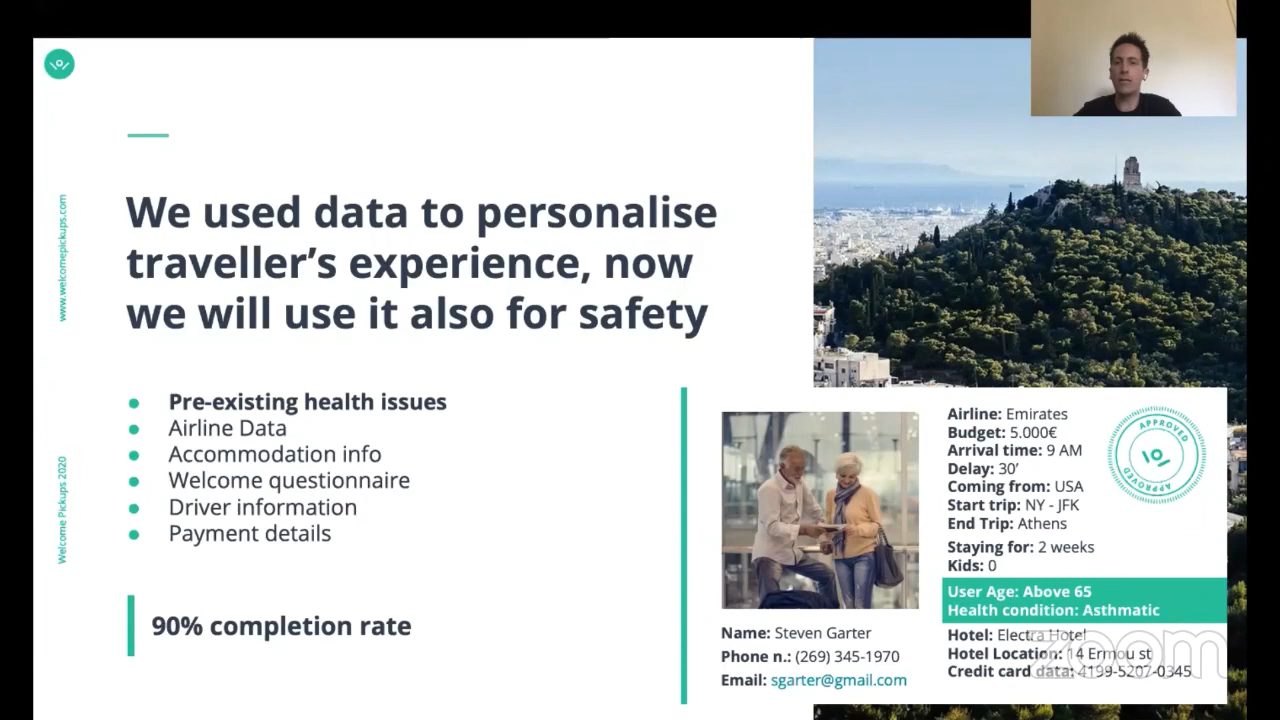 www.welcomepickups.com
Welcome Pickups 2020
We used data to personalise
traveller’s experience, now
we will use it also for safety
Pre-existing health issues
Airline Data
Accommodation info
Welcome questionnaire
Driver information
Payment details
90% completion rate
Name: Steven Garter
Phone n.: (269) 345-1970
Email: sgarter@gmail.com
Airline: Emirates
Budget: 5.000€
Arrival time: 9 AM
Delay: 30’
Coming from: USA
Start trip: NY - JFK
End Trip: Athens
Staying for: 2 weeks
Kids: 0
User Age: Above 65
Health condition: Asthmatic
Hotel: Electra Hotel
Hotel Location: 14 Ermou st
Credit card data: 4199-5207-0345
APPROVED
APPROVED
zoom